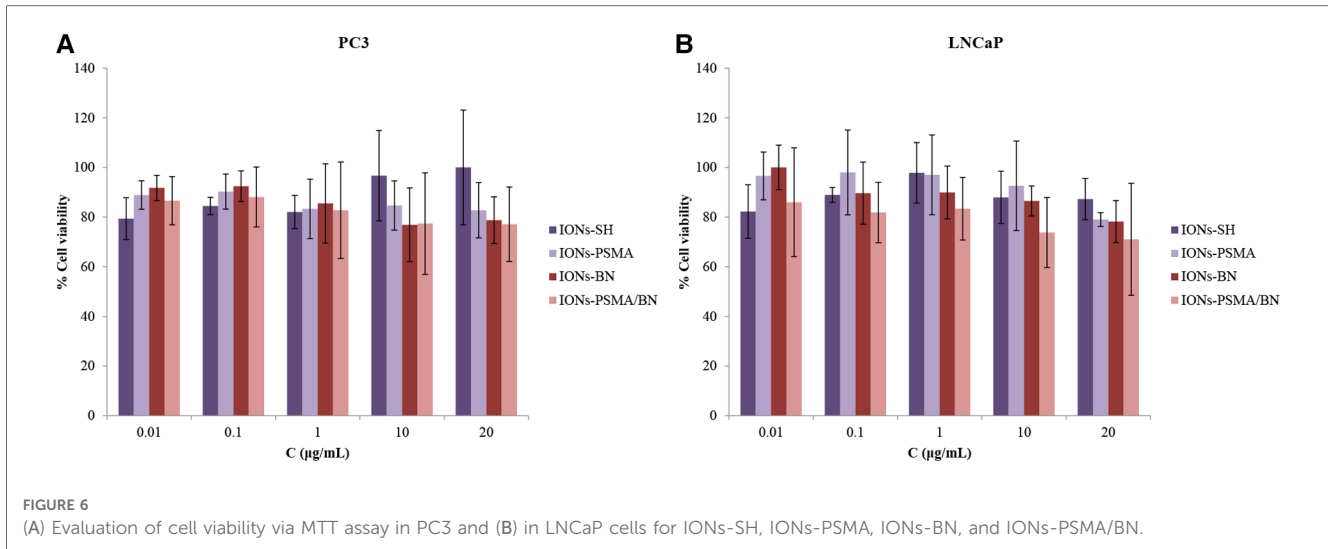 A
PC3
140
120
100
80
60
40
20
0
% Cell viability
0.01 0.1 1 10 20
C (µg/mL)
IONs-SH
IONs-PSMA
IONs-BN
IONs-PSMA/BN
B
LNCaP
140
120
100
80
60
40
20
0
% Cell viability
0.01 0.1 1 10 20
C (µg/mL)
IONs-SH
IONs-PSMA
IONs-BN
IONs-PSMA/BN
FIGURE 6
(A) Evaluation of cell viability via MTT assay in PC3 and (B) in LNCaP cells for IONs-SH, IONs-PSMA, IONs-BN, and IONs-PSMA/BN.